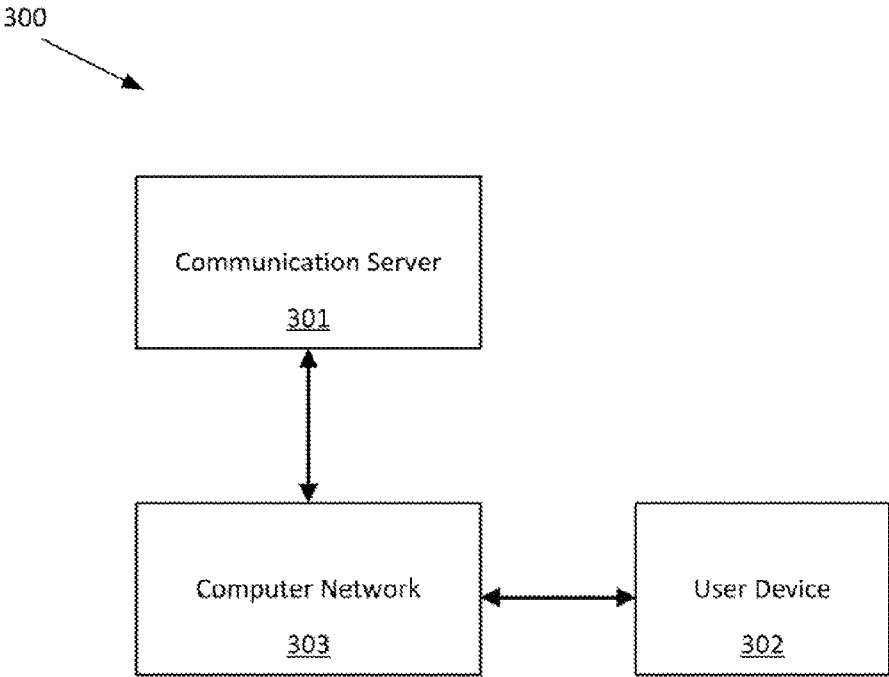 300
Communication Server
301
Computer Network
303
User Device
302